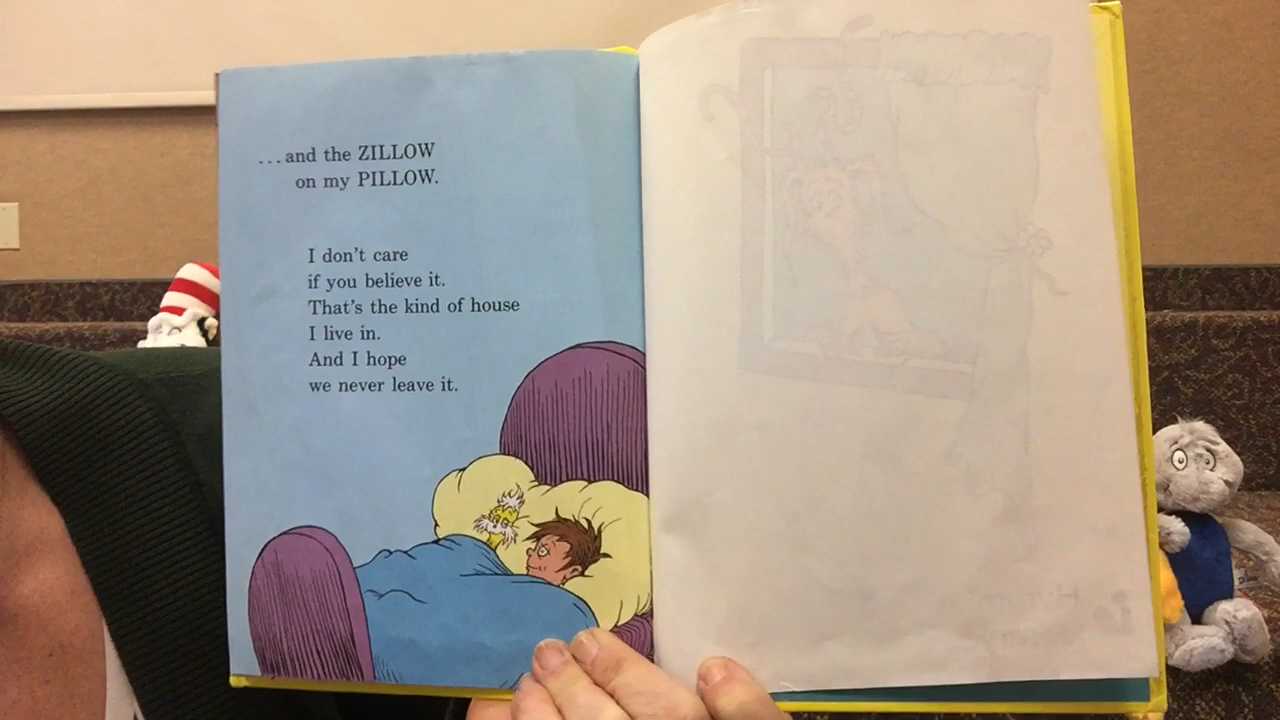 ...and the ZILLOW
on my PILLOW.
I don't care
if you believe it.
That's the kind of house
I live in.
And I hope
we never leave it.